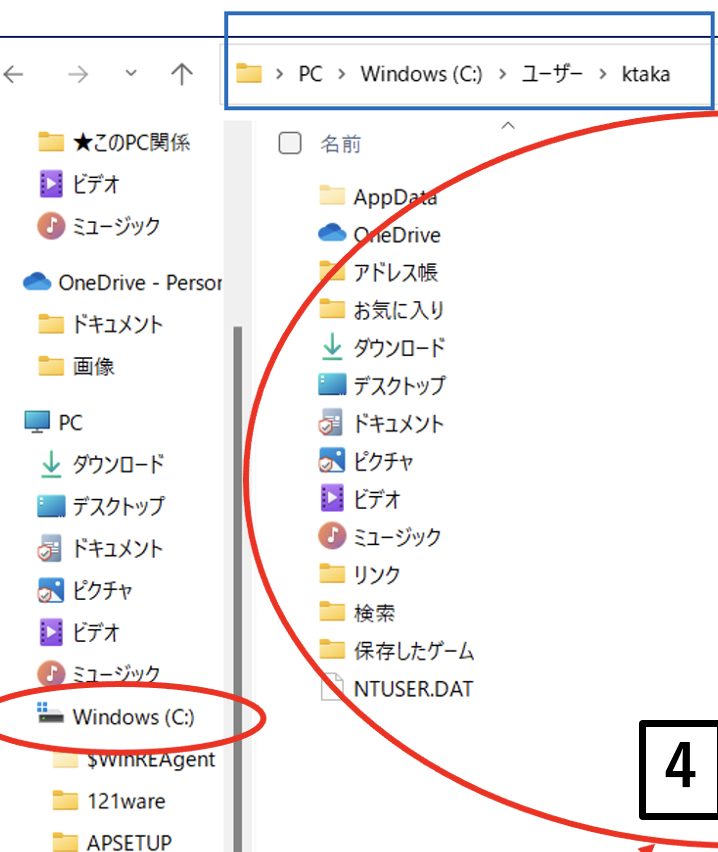 PC > Windows (C:) > ユーザー > ktaka
★このPC関係
ビデオ
ミュージック
OneDrive - Person
ドキュメント
画像
PC
ダウンロード
デスクトップ
ドキュメント
ピクチャ
ビデオ
ミュージック
Windows (C:)
$WinREAgent
121ware
APSETUP
名前
AppData
OneDrive
アドレス帳
お気に入り
ダウンロード
デスクトップ
ドキュメント
ピクチャ
ビデオ
ミュージック
リンク
検索
保存したゲーム
NTUSER.DAT
4